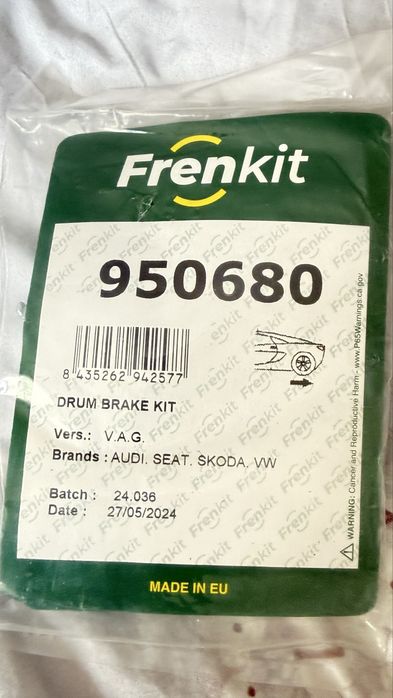 Frenkit
950680
8 435262 942577
DRUM BRAKE KIT
Vers.: V.A.G.
Brands : AUDI, SEAT, SKODA, VW
Batch : 24.036
Date : 27/05/2024
WARNING: Cancer and Reproductive Harm - www.P65Warnings.ca.gov
MADE IN EU